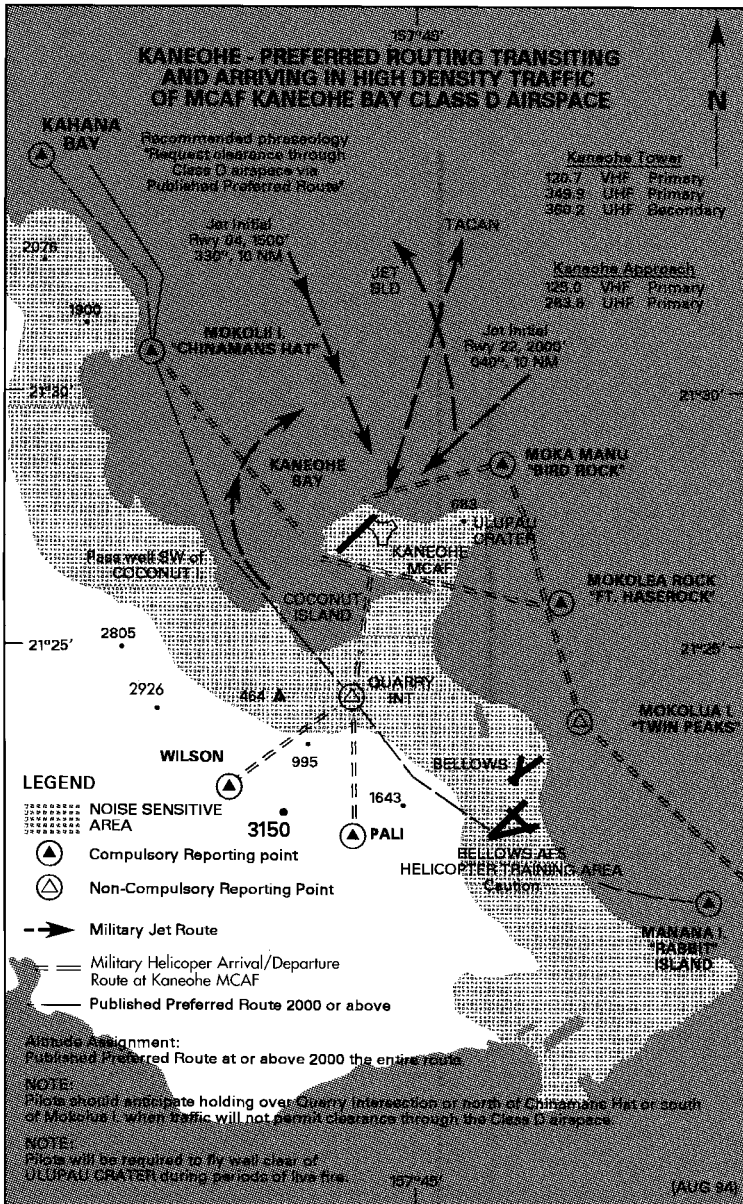 157°45'
KANEOHE - PREFERRED ROUTING TRANSITING
AND ARRIVING IN HIGH DENSITY TRAFFIC
OF MCAF KANEOHE BAY CLASS D AIRSPACE
N
KAHANA
BAY
Recommended phraseology
"Request clearance through
Class D airspace via
Published Preferred Route"
Kaneohe Tower
120.7 VHF Primary
349.9 UHF Primary
360.2 UHF Secondary
Jet Initial
Rwy 04, 1500'
330°, 10 NM
TACAN
JET
SLD
Kaneohe Approach
125.0 VHF Primary
263.6 UHF Primary
2076
1900
MOKOLII I.
"CHINAMANS HAT"
Jet Initial
Rwy 22, 2000'
040°, 10 NM
21°30'
21°30'
KANEOHE
BAY
MOKA MANU
"BIRD ROCK"
683
ULUPAU
CRATER
KANEOHE
MCAF
Pass well SW of
COCONUT I
COCONUT
ISLAND
MOKOLEA ROCK
"FT. HASEROCK"
21°25'
2805
21°25'
2926
464
QUARRY
INT
MOKOLUA I.
"TWIN PEAKS"
WILSON
995
BELLOWS
LEGEND
NOISE SENSITIVE
AREA
3150
1643
PALI
Compulsory Reporting point
BELLOWS AFS
HELICOPTER TRAINING AREA
Caution
Non-Compulsory Reporting Point
Military Jet Route
MANANA I.
"RABBIT"
ISLAND
Military Helicoper Arrival/Departure
Route at Kaneohe MCAF
Published Preferred Route 2000 or above
Altitude Assignment:
Published Preferred Route at or above 2000 the entire route
NOTE:
Pilots should anticipate holding over Quarry Intersection or north of Chinamans Hat or south
of Mokolua I. when traffic will not permit clearance through the Class D airspace.
NOTE:
Pilots will be required to fly well clear of
ULUPAU CRATER during periods of live fire.
157°45'
(AUG 94)